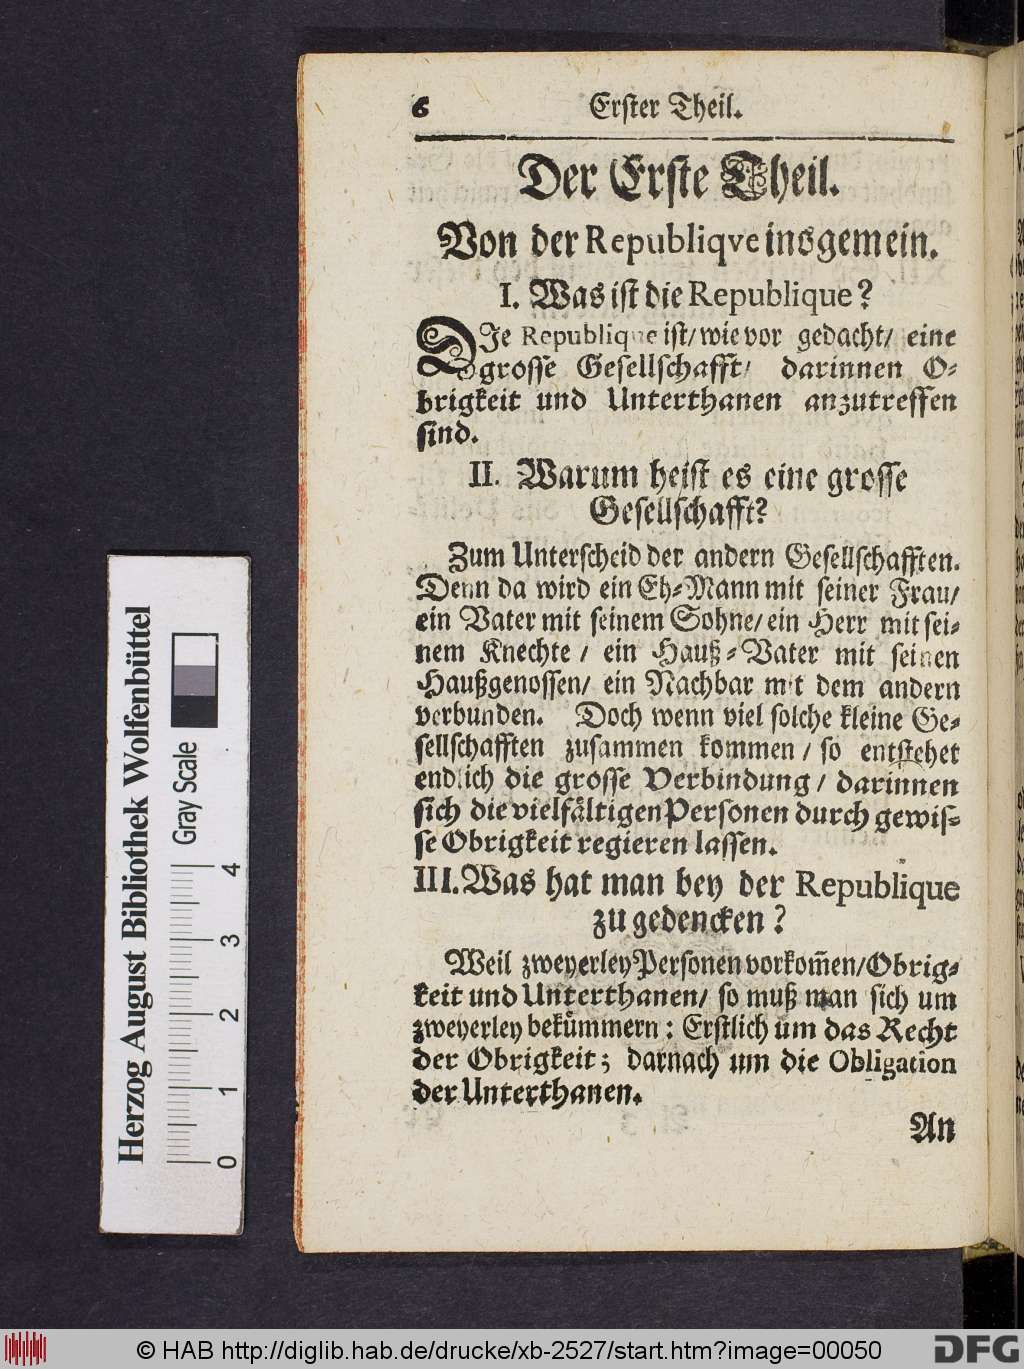 6 Erster Theil.
Der Erste Theil.
Von der Republiqve insgemein.
I. Was ist die Republique?
DIe Republique ist/ wie vor gedacht/ eine
grosse Gesellschafft/ darinnen O-
brigkeit und Unterthanen anzutreffen
sind.
II. Warum heist es eine grosse
Gesellschafft?
Zum Unterscheid der andern Gesellschafften.
Denn da wird ein Eh-Mann mit seiner Frau/
ein Vater mit seinem Sohne/ ein Herr mit sei-
nem Knechte / ein Hauß-Vater mit seinen
Haußgenossen/ ein Nachbar mit dem andern
verbunden. Doch wenn viel solche kleine Ge-
sellschafften zusammen kommen / so entstehet
endlich die grosse Verbindung / darinnen
sich die vielfåltigen Personen durch gewis-
se Obrigkeit regieren lassen.
III. Was hat man bey der Republique
zu gedencken?
Weil zweyerley Personen vorkom̃en/ Obrig-
keit und Unterthanen/ so muß man sich um
zweyerley bekům̈mern: Erstlich um das Recht
der Obrigkeit; darnach um die Obligation
der Unterthanen.
An
Herzog August Bibliothek Wolfenbüttel
Gray Scale
0 1 2 3 4
© HAB http://diglib.hab.de/drucke/xb-2527/start.htm?image=00050
DFG